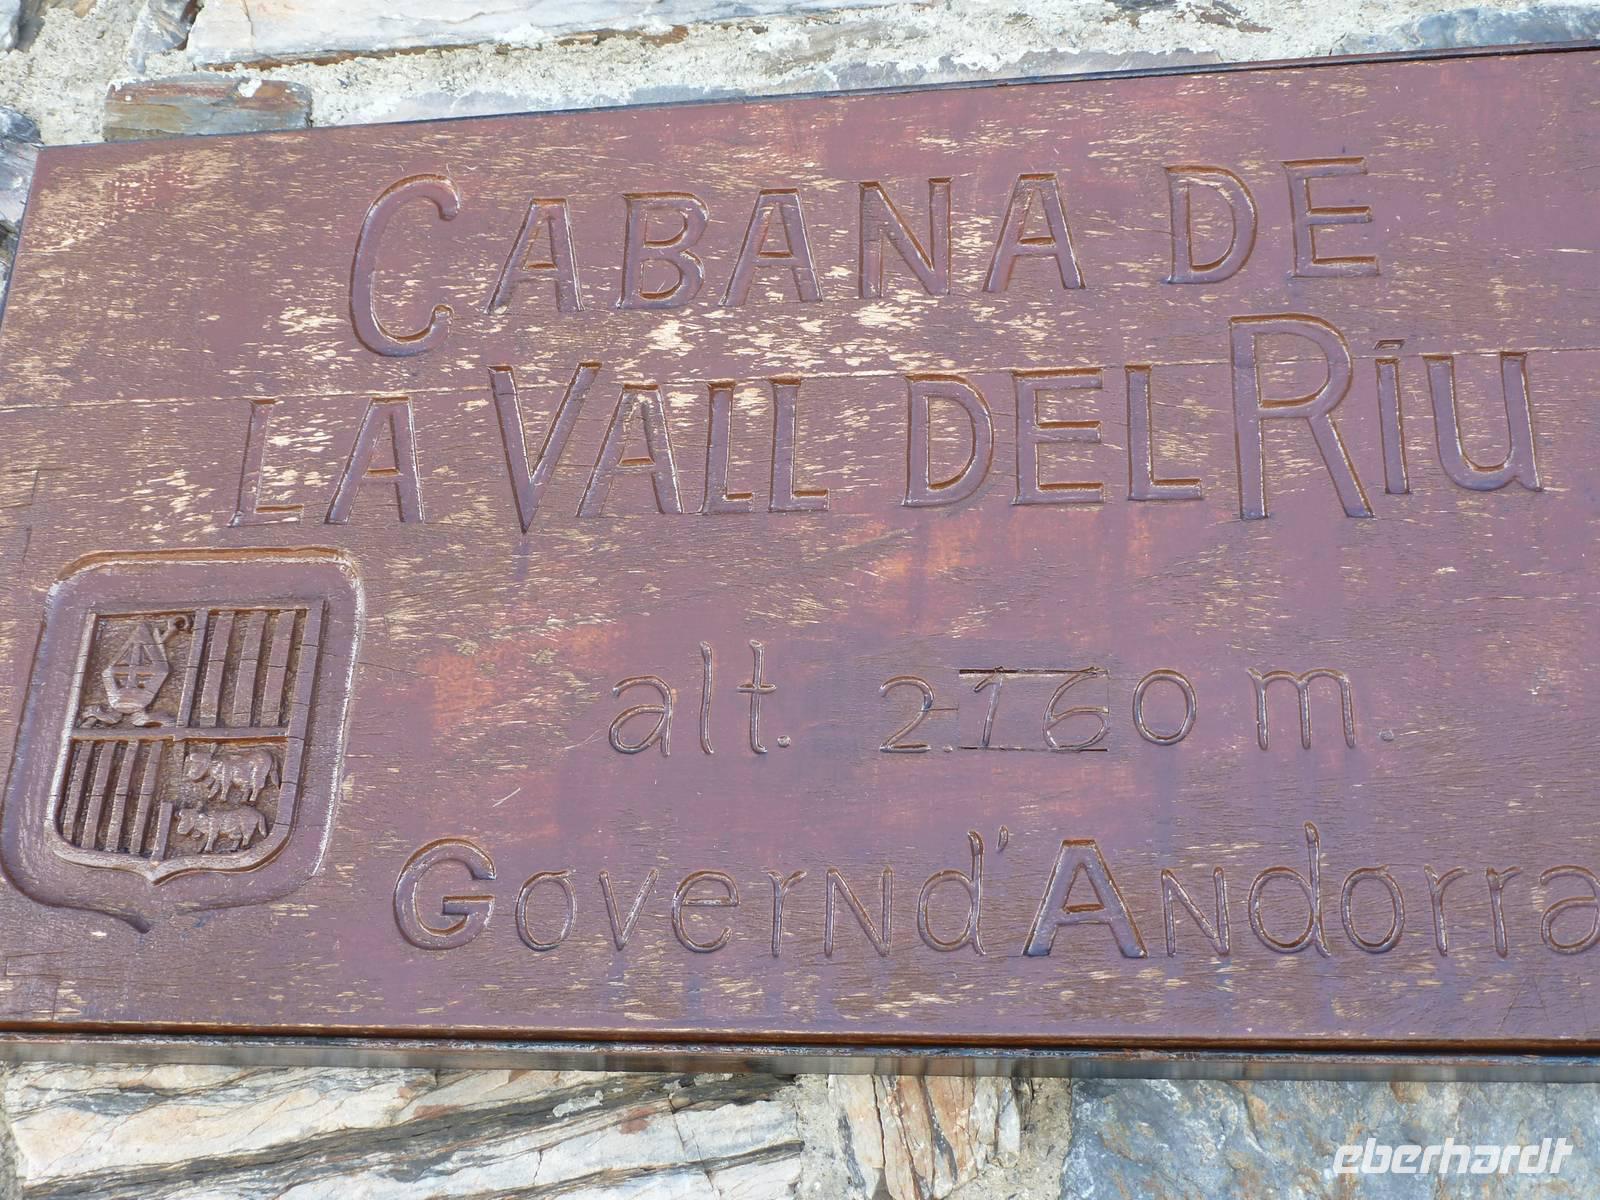 CABANA DE
LA VALL DEL RIU
alt. 2.160 m.
GOVERN d'ANdorra
eberhardt